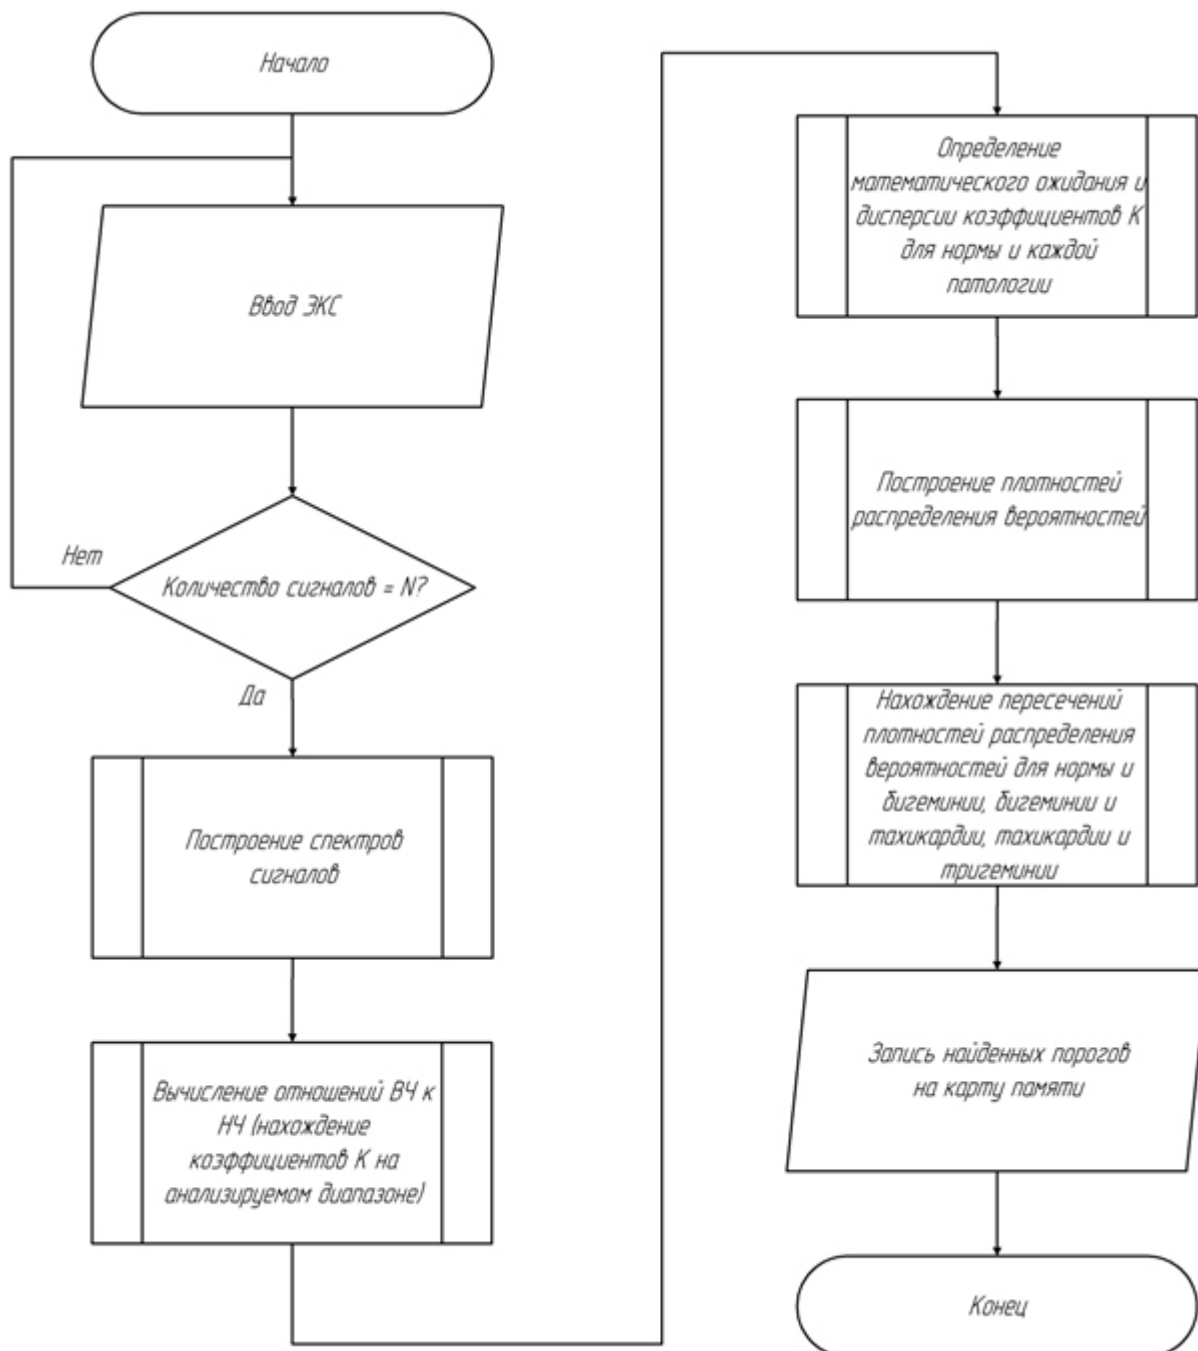 Начало
Ввод ЭКС
Нет
Количество сигналов = N?
Да
Построение спектров
сигналов
Вычисление отношений ВЧ к
НЧ (нахождение
коэффициентов К на
анализируемом диапазоне)
Определение
математического ожидания и
дисперсии коэффициентов К
для нормы и каждой
патологии
Построение плотностей
распределения вероятностей
Нахождение пересечений
плотностей распределения
вероятностей для нормы и
бигеминии, бигеминии и
тахикардии, тахикардии и
тригеминии
Запись найденных порогов
на карту памяти
Конец